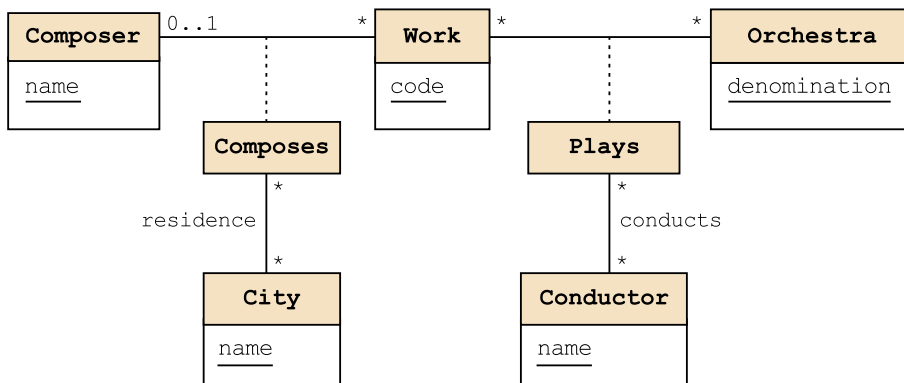 0..1 * * *
Composer Work Orchestra
name code denomination
Composes Plays
* *
residence conducts
* *
City Conductor
name name